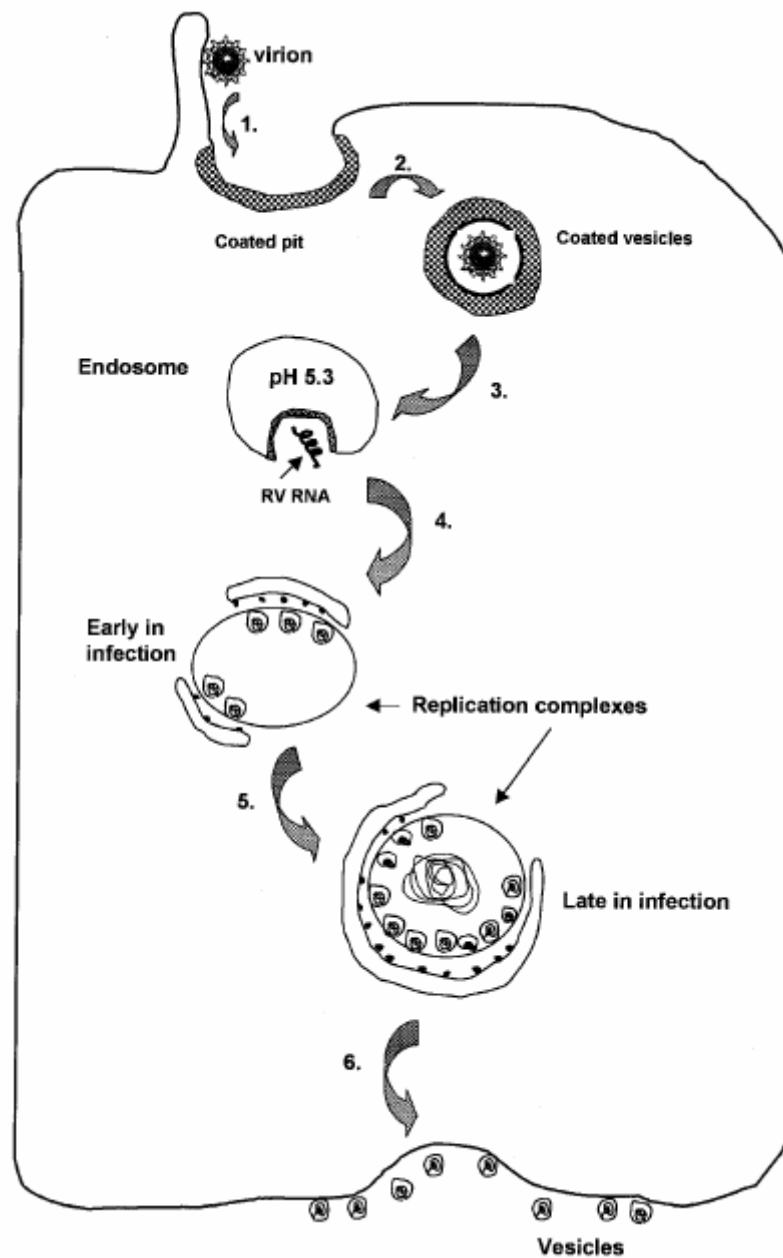 virion
1.
2.
Coated pit
Coated vesicles
Endosome
pH 5.3
3.
RV RNA
4.
Early in
infection
Replication complexes
5.
Late in infection
6.
Vesicles